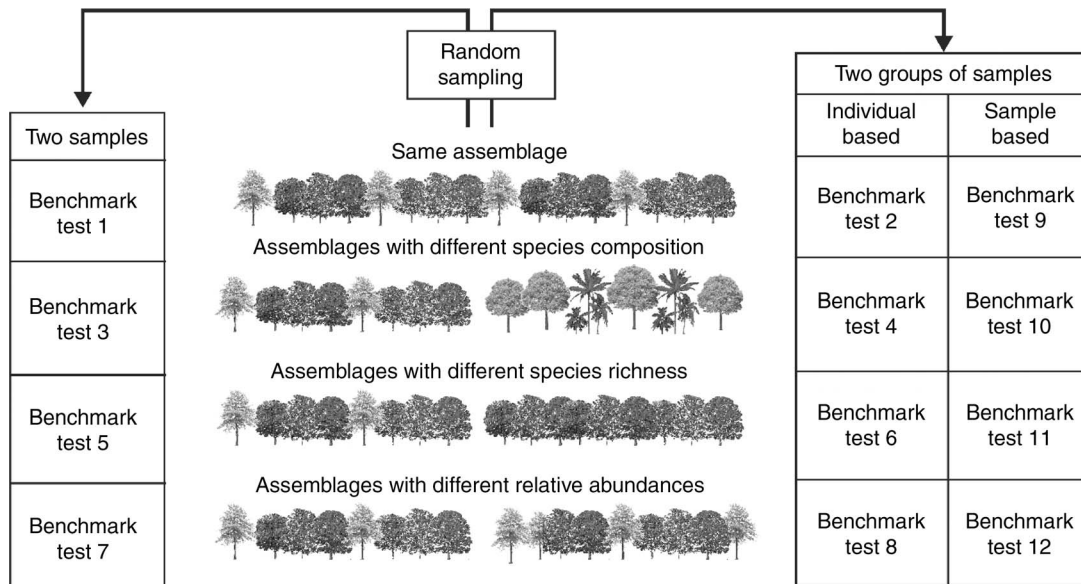 Random
sampling
Two samples
Benchmark
test 1
Benchmark
test 3
Benchmark
test 5
Benchmark
test 7
Same assemblage
Assemblages with different species composition
Assemblages with different species richness
Assemblages with different relative abundances
Two groups of samples
Individual
based
Sample
based
Benchmark
test 2
Benchmark
test 9
Benchmark
test 4
Benchmark
test 10
Benchmark
test 6
Benchmark
test 11
Benchmark
test 8
Benchmark
test 12